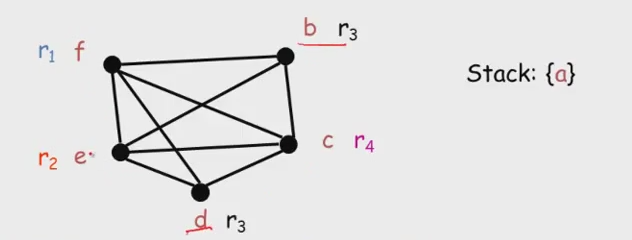 b r₃
r₁ f
Stack: {a}
c r₄
r₂ e
d r₃